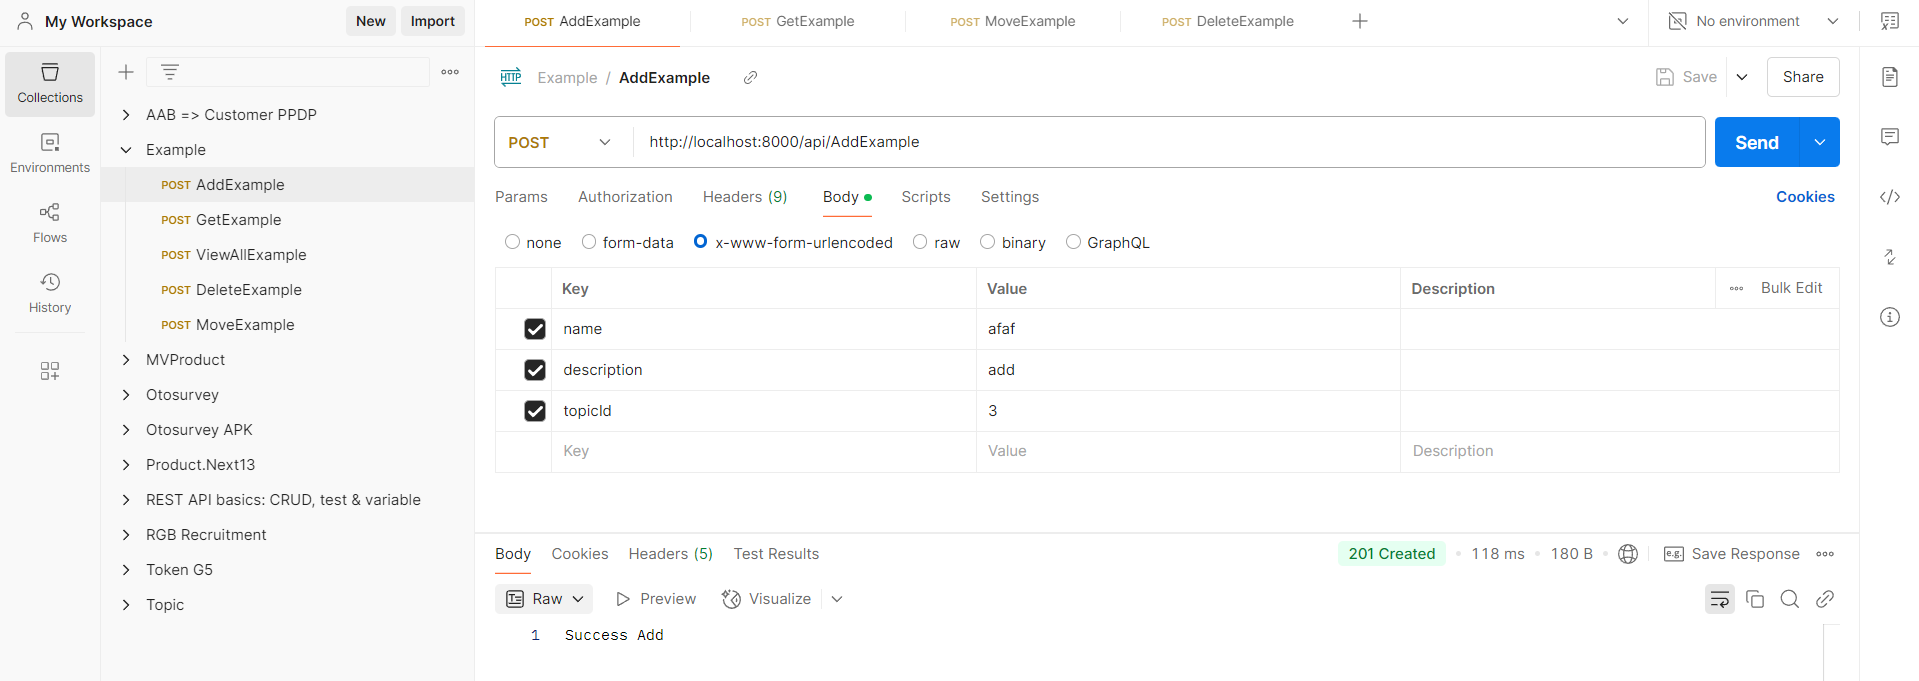 My Workspace
New
Import
POST AddExample
POST GetExample
POST MoveExample
POST DeleteExample
No environment
Collections
Environments
Flows
History
AAB => Customer PPDP
Example
POST AddExample
POST GetExample
POST ViewAllExample
POST DeleteExample
POST MoveExample
MVProduct
Otosurvey
Otosurvey APK
Product.Next13
REST API basics: CRUD, test & variable
RGB Recruitment
Token G5
Topic
HTTP Example / AddExample
Save
Share
POST http://localhost:8000/api/AddExample
Send
Params Authorization Headers (9) Body Scripts Settings
Cookies
none form-data x-www-form-urlencoded raw binary GraphQL
Key Value Description Bulk Edit
name afaf
description add
topicId 3
Key Value Description
Body Cookies Headers (5) Test Results
201 Created 118 ms 180 B e.g. Save Response
Raw Preview Visualize
1 Success Add